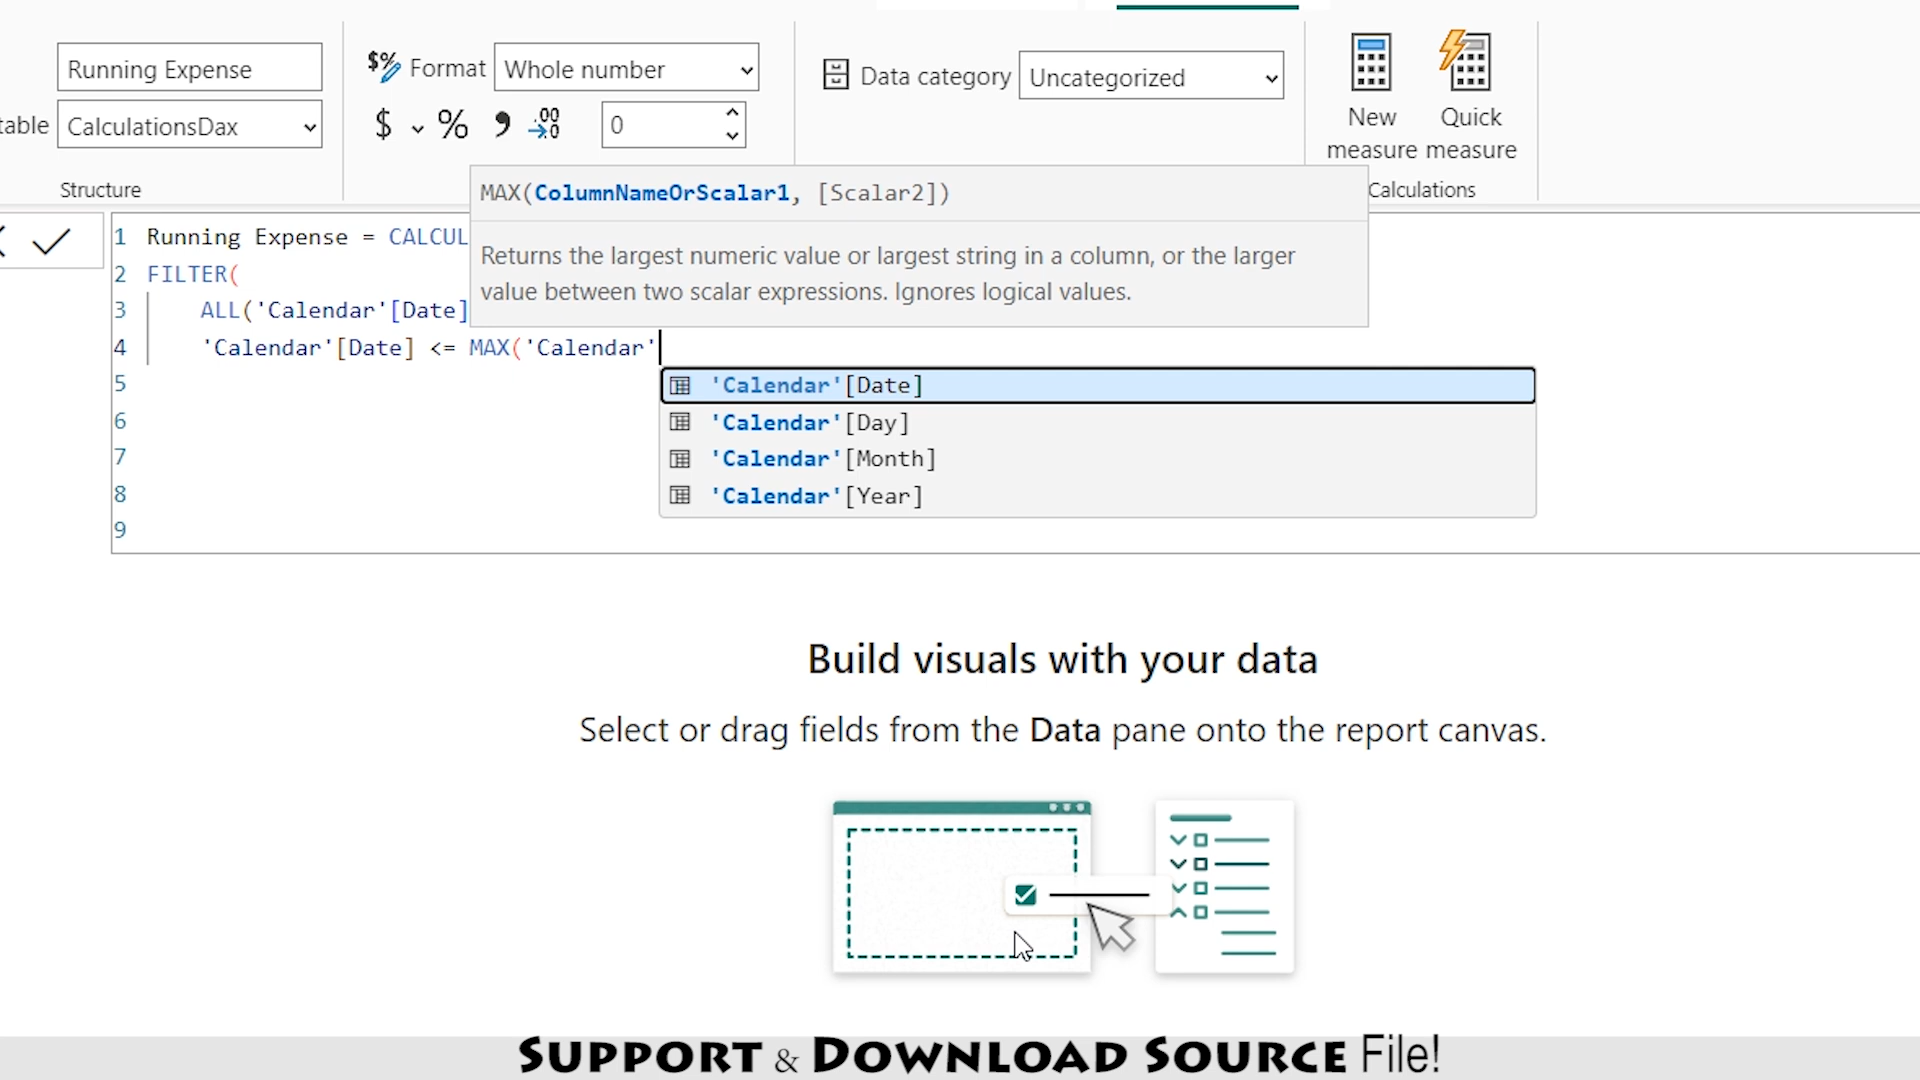 Running Expense
Format
Whole number
Data category
Uncategorized
table
CalculationsDax
$ % , .00 .0
0
New measure
Quick measure
Structure
Calculations
MAX(ColumnNameOrScalar1, [Scalar2])
Returns the largest numeric value or largest string in a column, or the larger
value between two scalar expressions. Ignores logical values.
1 Running Expense = CALCUL
2 FILTER(
3 ALL('Calendar'[Date]
4 'Calendar'[Date] <= MAX('Calendar'
5
6
7
8
9
'Calendar'[Date]
'Calendar'[Day]
'Calendar'[Month]
'Calendar'[Year]
Build visuals with your data
Select or drag fields from the Data pane onto the report canvas.
Support & Download Source File!